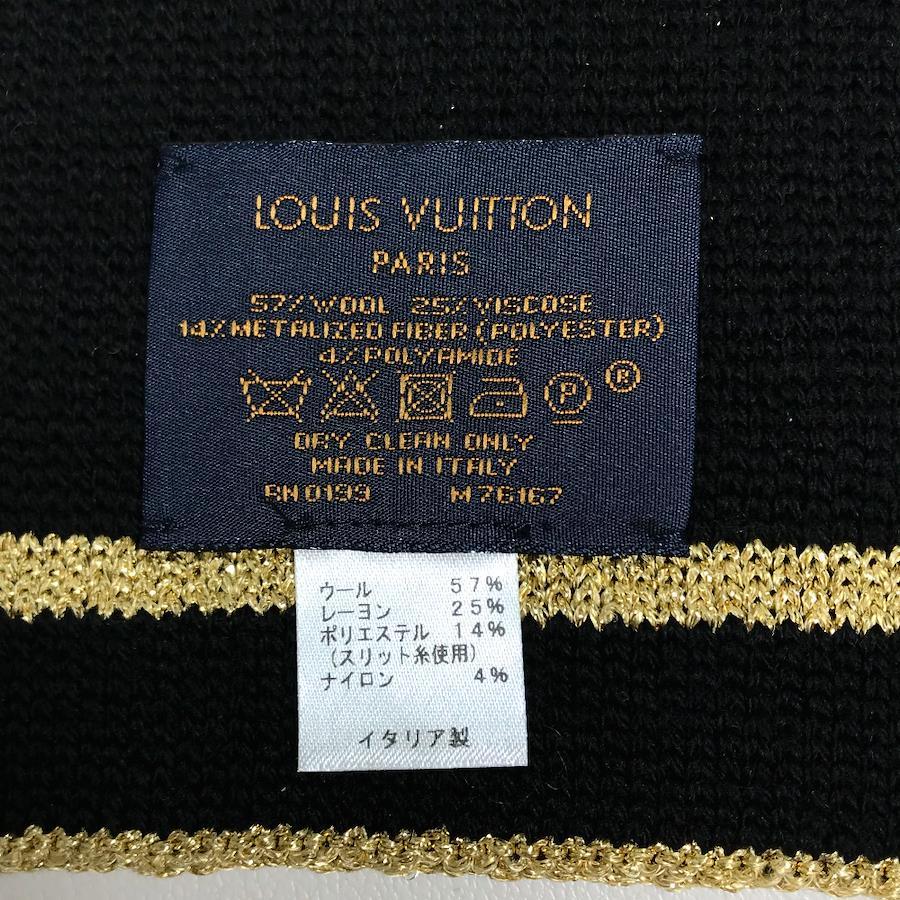 LOUIS VUITTON
PARIS
57% WOOL 25% VISCOSE
14% METALIZED FIBER (POLYESTER)
4% POLYAMIDE
P ®
DRY CLEAN ONLY
MADE IN ITALY
BN0199 M76167
ウール 57%
レーヨン 25%
ポリエステル 14%
(スリット糸使用)
ナイロン 4%
イタリア製